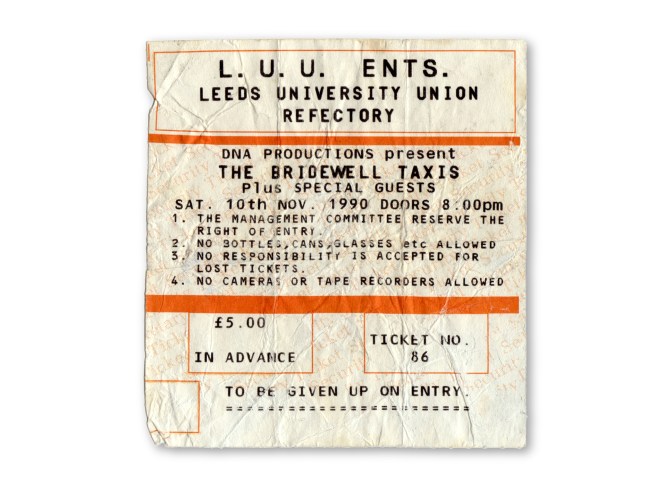 L. U. U. ENTS.
LEEDS UNIVERSITY UNION
REFECTORY
DNA PRODUCTIONS present
THE BRIDEWELL TAXIS
Plus SPECIAL GUESTS
SAT. 10th NOV. 1990 DOORS 8:00pm
1. THE MANAGEMENT COMMITTEE RESERVE THE
RIGHT OF ENTRY.
2. NO BOTTLES,CANS,GLASSES etc ALLOWED
3. NO RESPONSIBILITY IS ACCEPTED FOR
LOST TICKETS.
4. NO CAMERAS OR TAPE RECORDERS ALLOWED
£5.00
IN ADVANCE
TICKET NO.
86
TO BE GIVEN UP ON ENTRY.
=======================